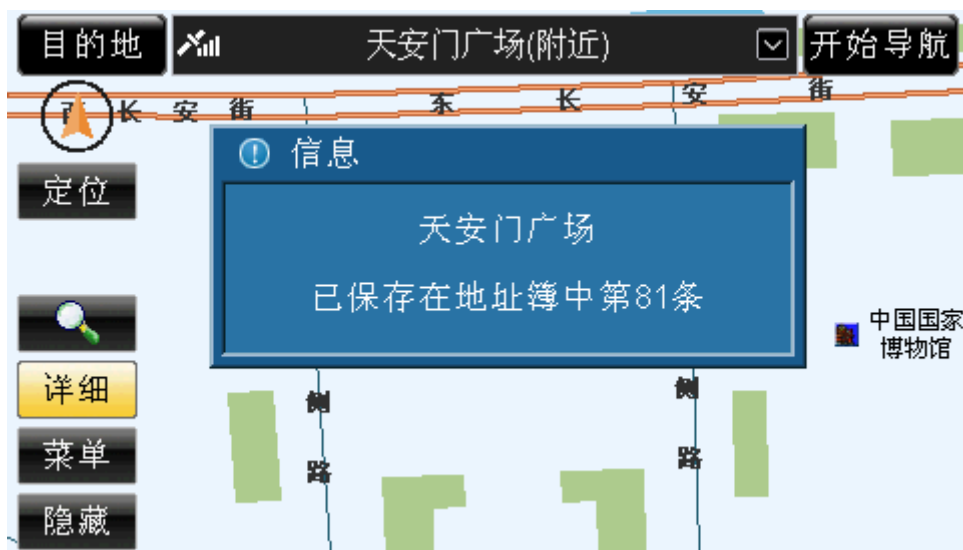 目的地
天安门广场(附近)
开始导航
西长安街
东长安街
定位
信息
天安门广场
已保存在地址簿中第81条
中国国家
博物馆
详细
菜单
隐藏
侧
路
侧
路